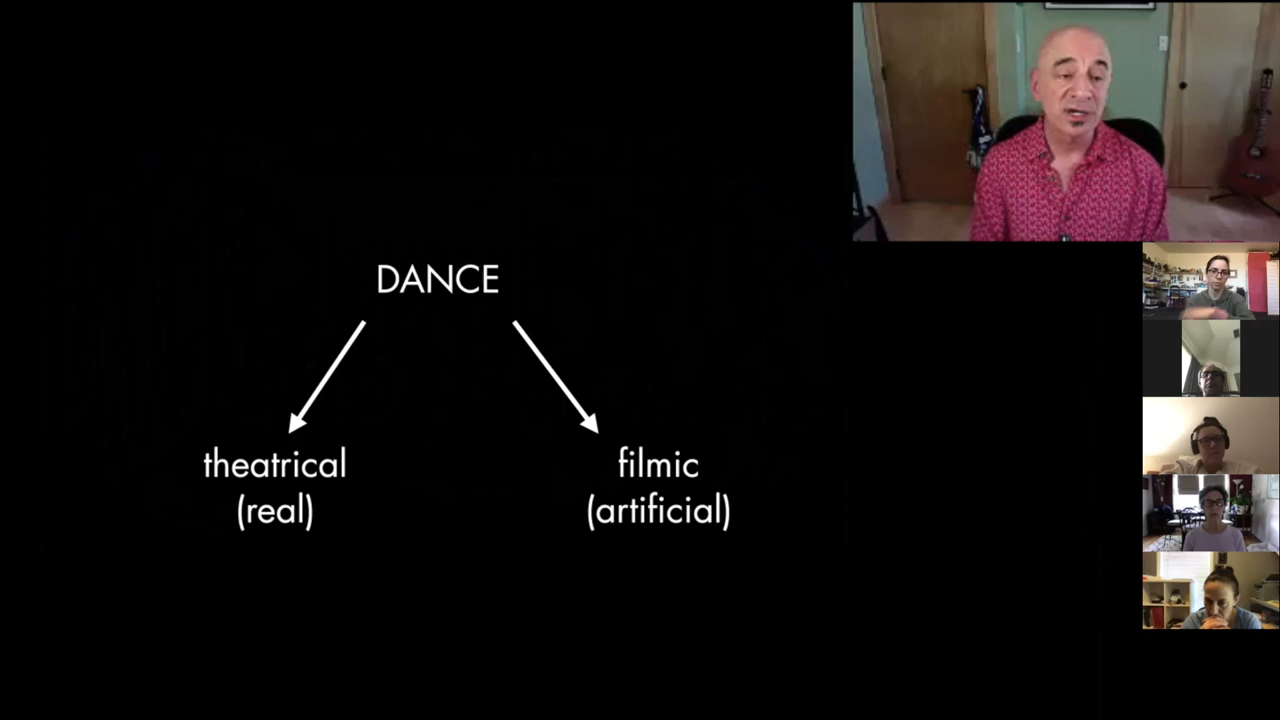 DANCE
theatrical
(real)
filmic
(artificial)